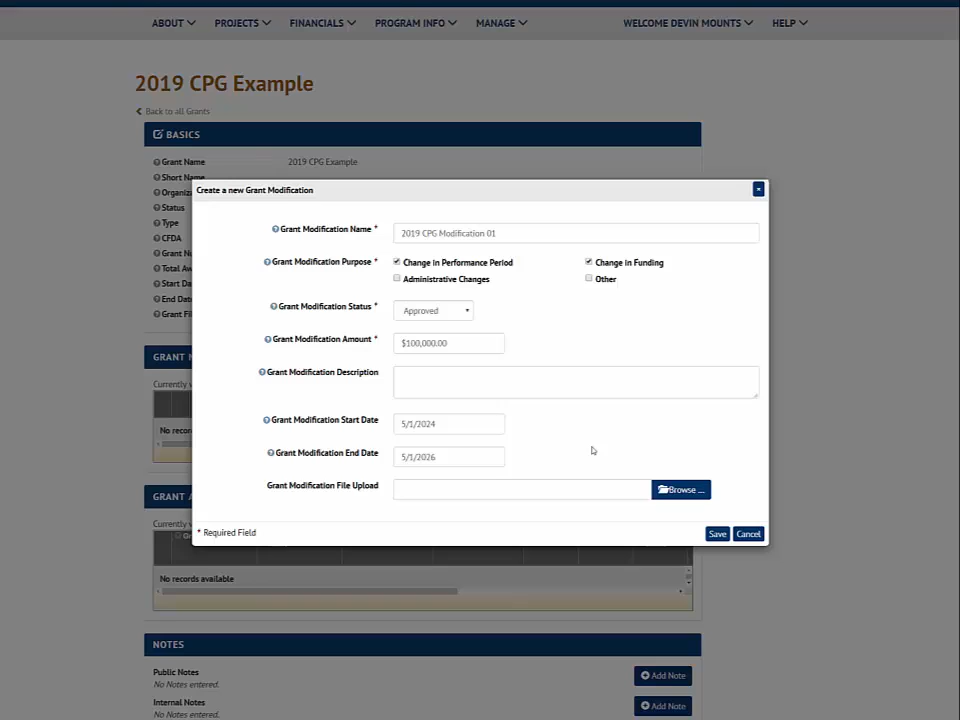 ABOUT PROJECTS FINANCIALS PROGRAM INFO MANAGE WELCOME DEVIN MOUNTS HELP
2019 CPG Example
Back to all Grants
BASICS
Grant Name 2019 CPG Example
Short Name
Status
Type
CFDA
Create a new Grant Modification
Grant Modification Name * 2019 CPG Modification 01
Grant Modification Purpose * Change in Performance Period Change in Funding
Administrative Changes Other
Grant Modification Status * Approved
Grant Modification Amount * $100,000.00
Grant Modification Description
Grant Modification Start Date 5/1/2024
Grant Modification End Date 5/1/2026
Grant Modification File Upload Browse ...
* Required Field Save Cancel
GRANT
Currently
No recor
GRANT A
Currently
No records available
NOTES
Public Notes Add Note
No Notes entered.
Internal Notes Add Note
No Notes entered.